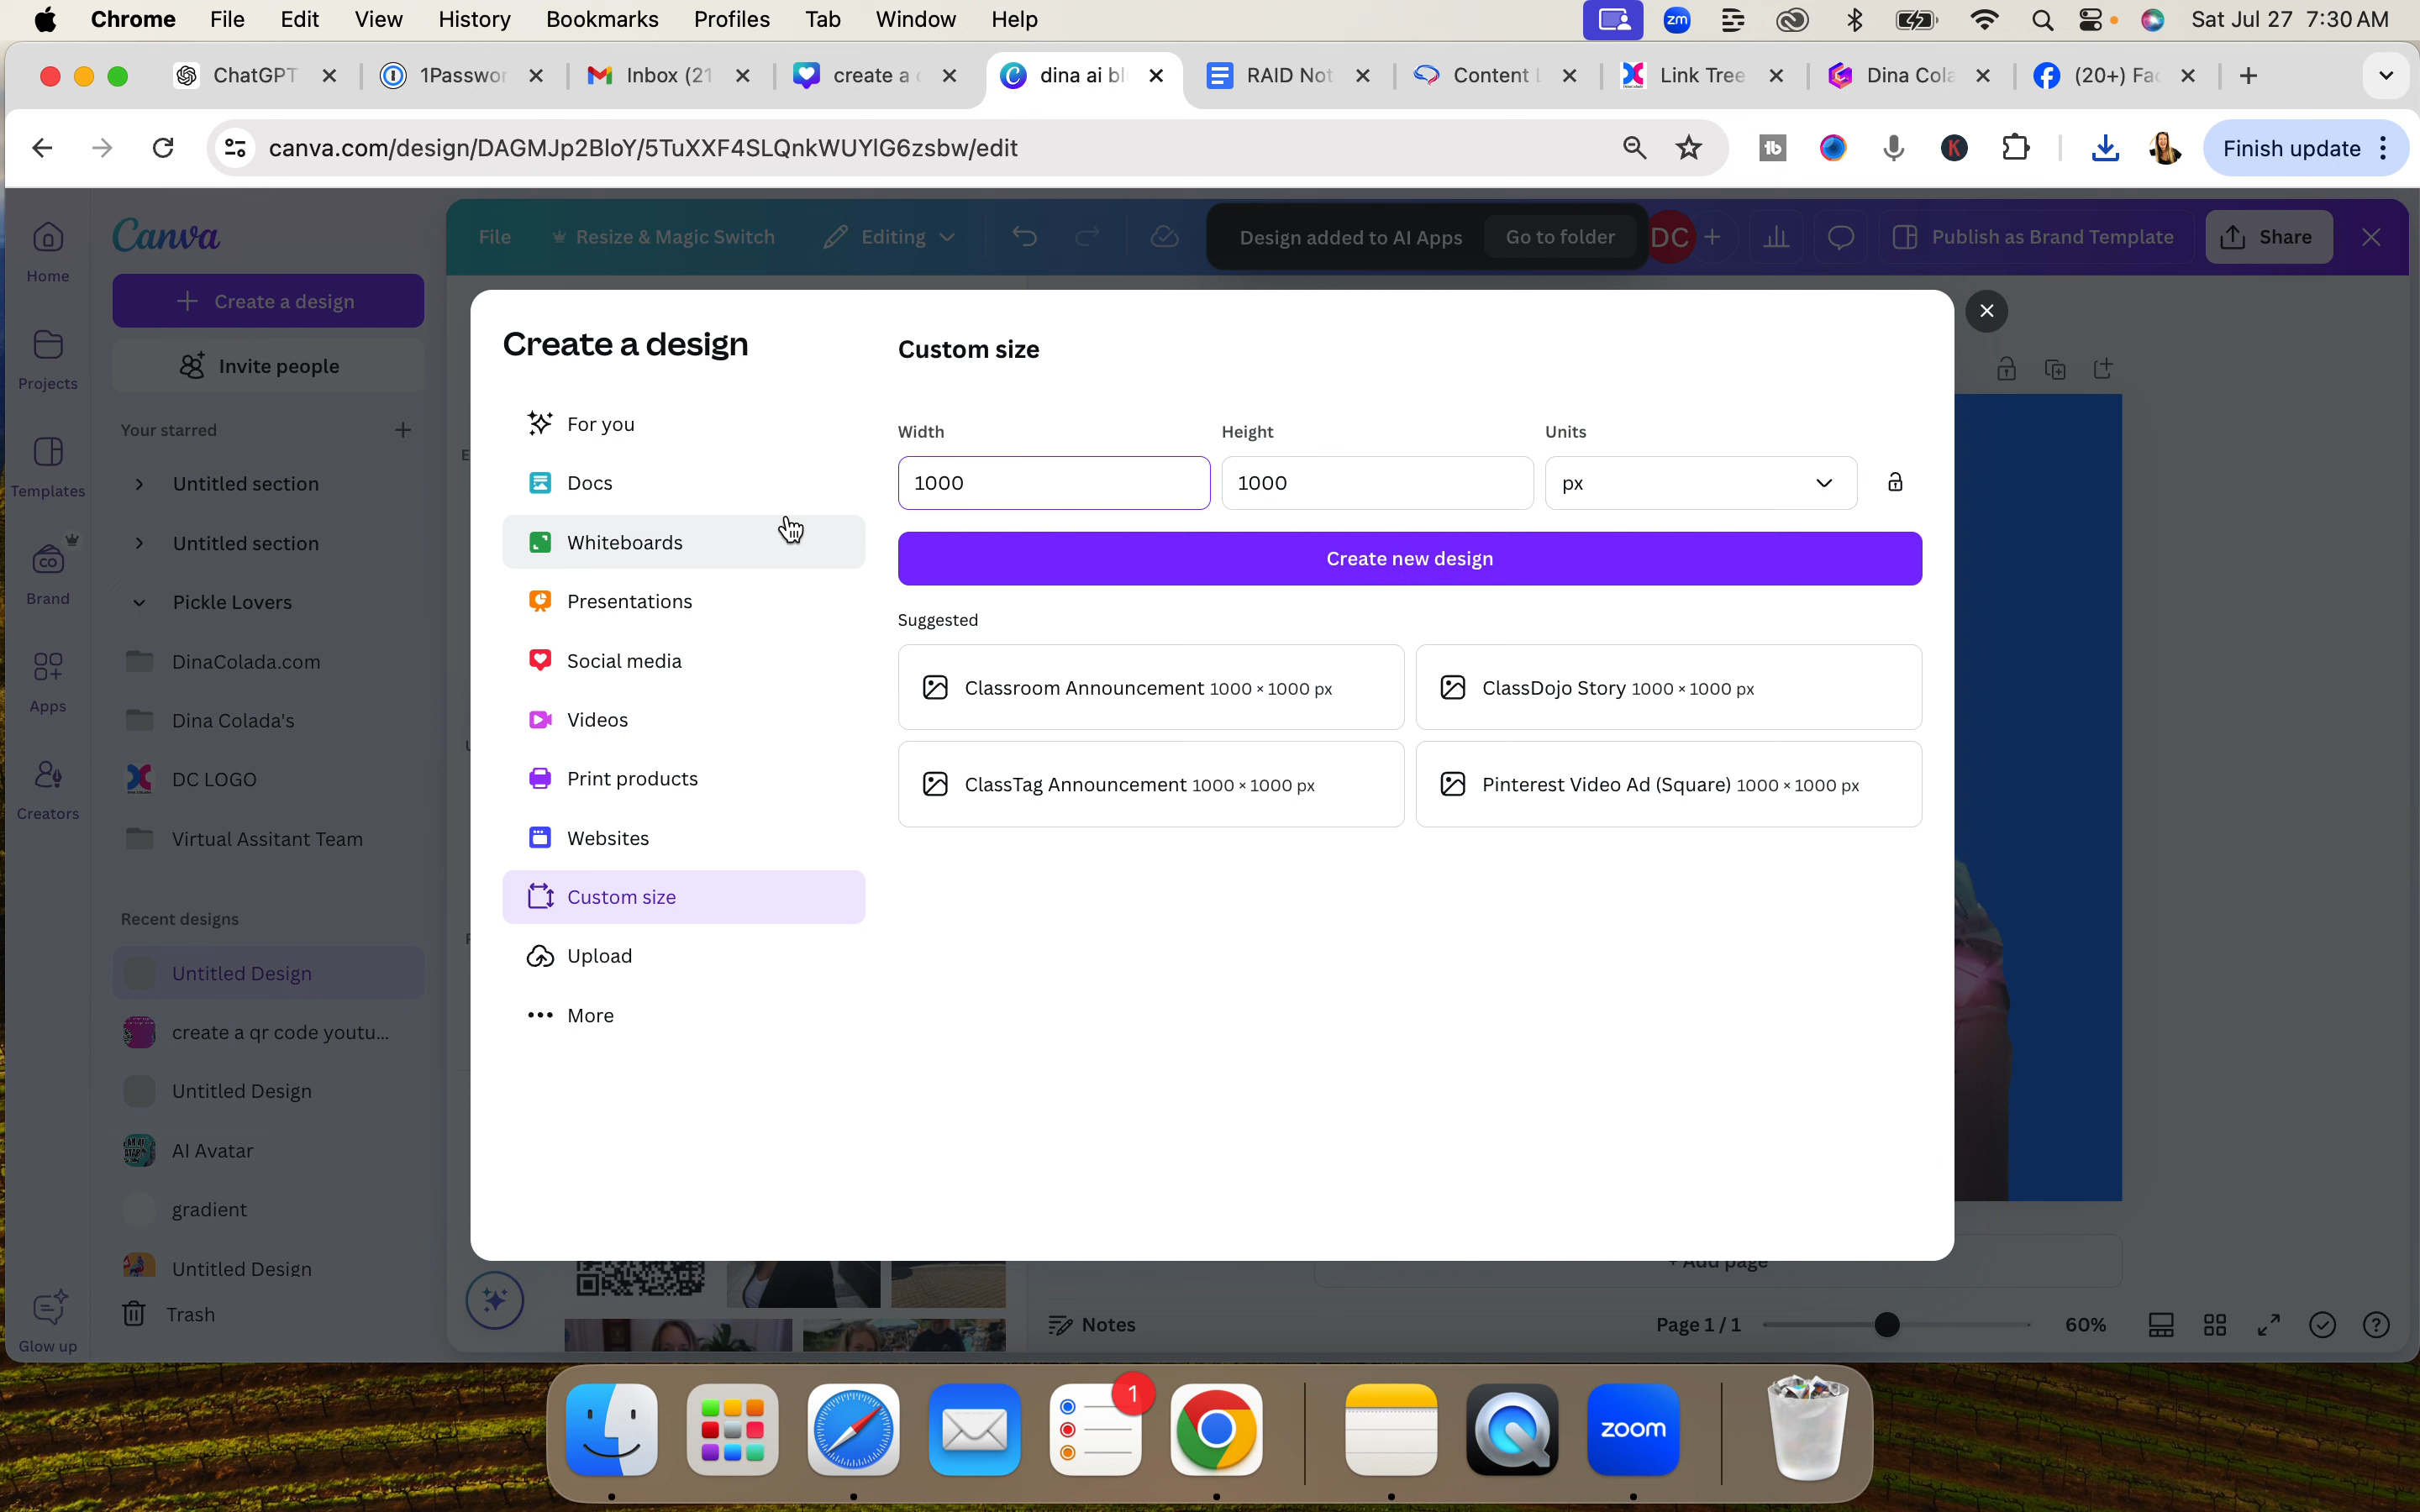 Chrome File Edit View History Bookmarks Profiles Tab Window Help
zm Sat Jul 27 7:30 AM
ChatGPT 1Passwor Inbox (21 create a c dina ai bl RAID Not Content Link Tree Dina Cola (20+) Fa
canva.com/design/DAGMJp2BloY/5TuXXF4SLQnkWUYlG6zsbw/edit
tb K Finish update
Home
Projects
Templates
CO
Brand
Apps
Creators
Glow up
Canva
Create a design
Invite people
Your starred
Untitled section
Untitled section
Pickle Lovers
DinaColada.com
Dina Colada's
DC LOGO
Virtual Assitant Team
Recent designs
Untitled Design
create a qr code youtu...
Untitled Design
AI Avatar
gradient
Untitled Design
Trash
File Resize & Magic Switch Editing
Design added to AI Apps Go to folder
DC
Publish as Brand Template Share
Create a design
For you
Docs
Whiteboards
Presentations
Social media
Videos
Print products
Websites
Custom size
Upload
More
Custom size
Width Height Units
1000 1000 px
Create new design
Suggested
Classroom Announcement 1000 × 1000 px
ClassDojo Story 1000 × 1000 px
ClassTag Announcement 1000 × 1000 px
Pinterest Video Ad (Square) 1000 × 1000 px
+ Add page
Notes
Page 1 / 1
60%
1
zoom